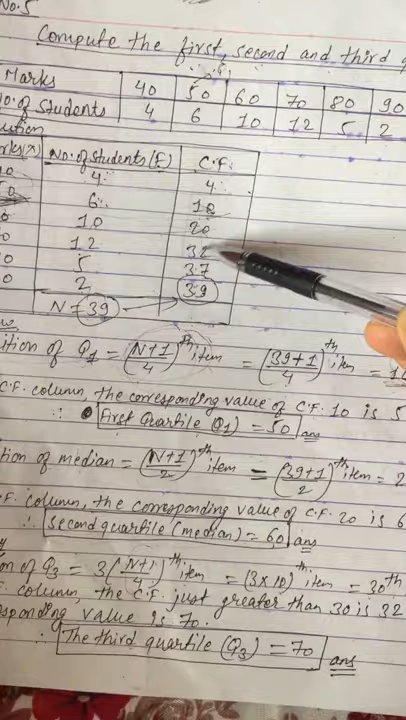 No.5
Compute the first, second and third
Marks 40 50 60 70 80 90
No. of Students 4 6 10 12 5 2
No. of students (F) C.F.
4 4
6 10
10 20
12 32
5 37
2 39
N = 39
of Q1 = (N+1/4)th item = (39+1/4)th item = 10
C.F. column, the corresponding value of C.F. 10 is 5
∴ First Quartile (Q1) = 50 ans
of median = (N+1/2)th item = (39+1/2)th item = 2
column, the corresponding value of C.F. 20 is 6
∴ Second quartile (median) = 60 ans
of Q3 = 3(N+1/4)th item = (3×10)th item = 30th
column, the C.F. just greater than 30 is 32
value is 70.
∴ The third quartile (Q3) = 70 ans